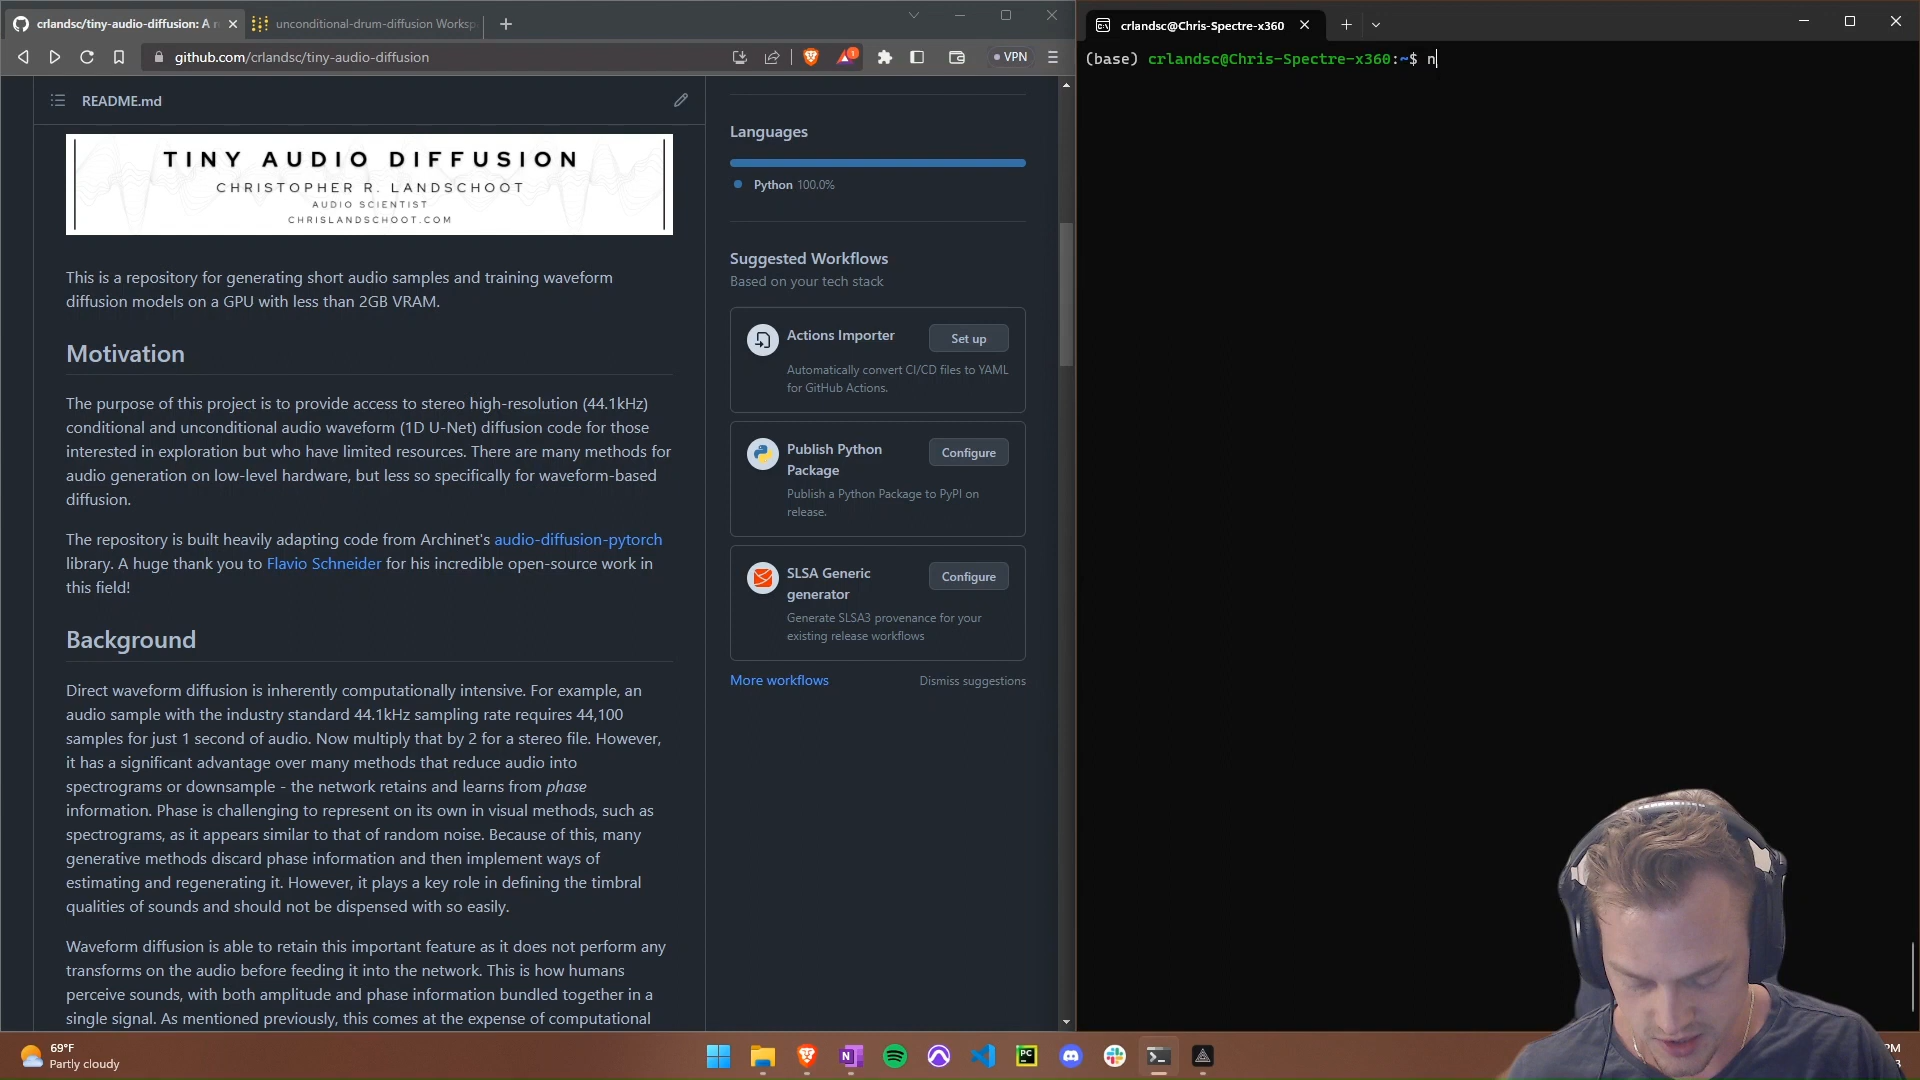 crlandsc/tiny-audio-diffusion: A n
unconditional-drum-diffusion Worksp
github.com/crlandsc/tiny-audio-diffusion
1
VPN
README.md
TINY AUDIO DIFFUSION
CHRISTOPHER R. LANDSCHOOT
AUDIO SCIENTIST
CHRISLANDSCHOOT.COM
This is a repository for generating short audio samples and training waveform
diffusion models on a GPU with less than 2GB VRAM.
Motivation
The purpose of this project is to provide access to stereo high-resolution (44.1kHz)
conditional and unconditional audio waveform (1D U-Net) diffusion code for those
interested in exploration but who have limited resources. There are many methods for
audio generation on low-level hardware, but less so specifically for waveform-based
diffusion.
The repository is built heavily adapting code from Archinet's audio-diffusion-pytorch
library. A huge thank you to Flavio Schneider for his incredible open-source work in
this field!
Background
Direct waveform diffusion is inherently computationally intensive. For example, an
audio sample with the industry standard 44.1kHz sampling rate requires 44,100
samples for just 1 second of audio. Now multiply that by 2 for a stereo file. However,
it has a significant advantage over many methods that reduce audio into
spectrograms or downsample - the network retains and learns from phase
information. Phase is challenging to represent on its own in visual methods, such as
spectrograms, as it appears similar to that of random noise. Because of this, many
generative methods discard phase information and then implement ways of
estimating and regenerating it. However, it plays a key role in defining the timbral
qualities of sounds and should not be dispensed with so easily.
Waveform diffusion is able to retain this important feature as it does not perform any
transforms on the audio before feeding it into the network. This is how humans
perceive sounds, with both amplitude and phase information bundled together in a
single signal. As mentioned previously, this comes at the expense of computational
Languages
Python 100.0%
Suggested Workflows
Based on your tech stack
Actions Importer
Set up
Automatically convert CI/CD files to YAML
for GitHub Actions.
Publish Python
Package
Configure
Publish a Python Package to PyPI on
release.
SLSA Generic
generator
Configure
Generate SLSA3 provenance for your
existing release workflows
More workflows
Dismiss suggestions
crlandsc@Chris-Spectre-x360
(base) crlandsc@Chris-Spectre-x360:~$ n
69°F
Partly cloudy
N
PC
PM